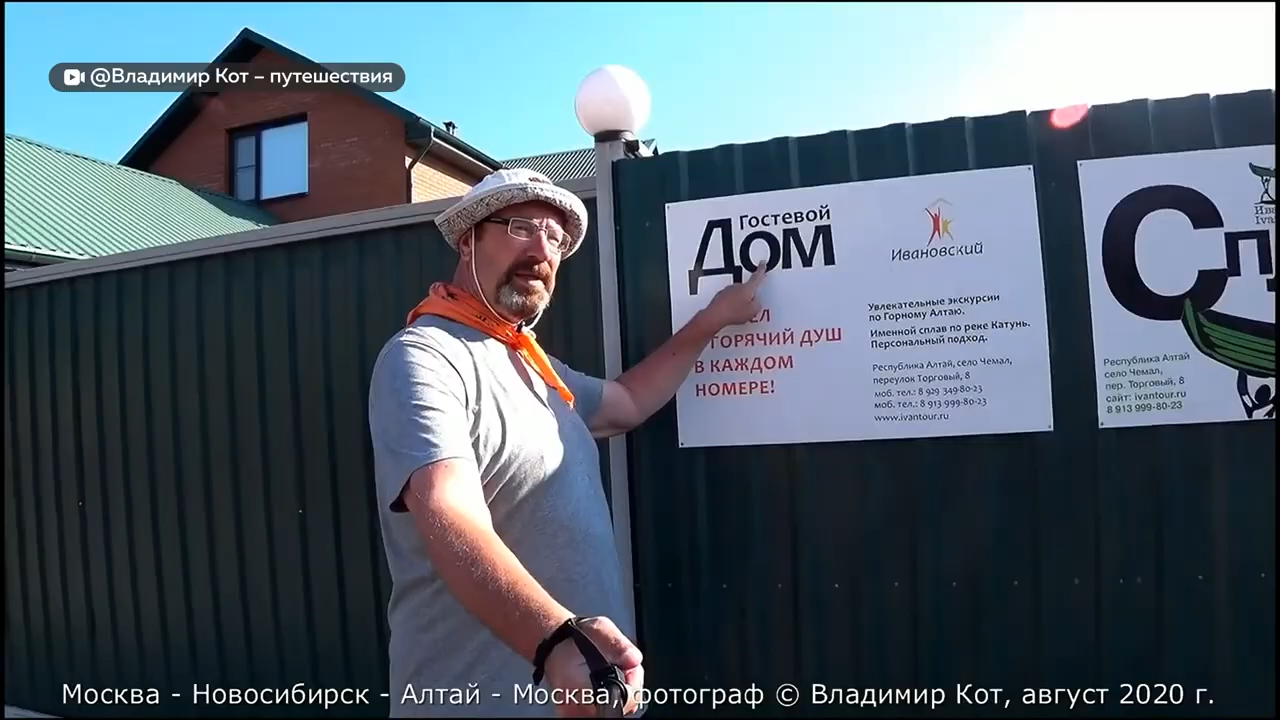 @Владимир Кот – путешествия
Гостевой
Дом
Ивановский
ГОРЯЧИЙ ДУШ
В КАЖДОМ
НОМЕРЕ!
Увлекательные экскурсии
по Горному Алтаю.
Именной сплав по реке Катунь.
Персональный подход.
Республика Алтай, село Чемал,
переулок Торговый, 8
моб. тел.: 8 929 349-80-23
моб. тел.: 8 913 999-80-23
www.ivantour.ru
Республика Алтай
село Чемал,
пер. Торговый, 8
сайт: ivantour.ru
8 913 999-80-23
Москва - Новосибирск - Алтай - Москва, фотограф © Владимир Кот, август 2020 г.